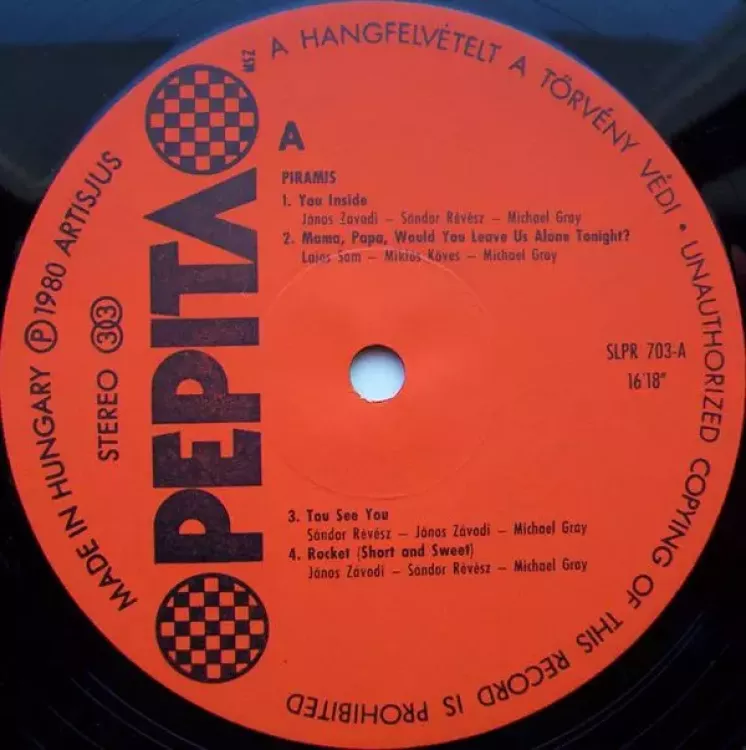 A HANGFELVÉTELT A TÖRVÉNY VÉDI • UNAUTHORIZED COPYING OF THIS RECORD IS PROHIBITED
MADE IN HUNGARY Ⓟ 1980 ARTISJUS
STEREO 33
PEPITA
MSZ
A
PIRAMIS
1. You Inside
János Závodi – Sándor Révész – Michael Gray
2. Mama, Papa, Would You Leave Us Alone Tonight?
Lajos Som – Miklós Köves – Michael Gray
SLPR 703-A
16'18"
3. You See You
Sándor Révész – János Závodi – Michael Gray
4. Rocket (Short and Sweet)
János Závodi – Sándor Révész – Michael Gray